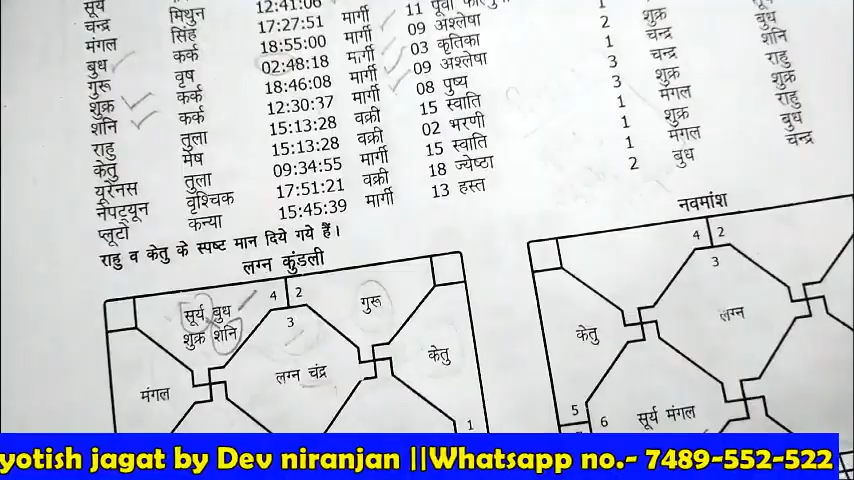 सूर्य
चन्द्र मिथुन 12:41:06
मंगल सिंह 17:27:51 मार्गी 11 पूर्वा
बुध कर्क 18:55:00 मार्गी 09 अश्लेषा
गुरू वृष 02:48:18 मार्गी 03 कृतिका 2 शुक्र
शुक्र कर्क 18:46:08 मार्गी 09 अश्लेषा 1 चन्द्र बुध
शनि कर्क 12:30:37 मार्गी 08 पुष्य 3 चन्द्र शनि
राहु तुला 15:13:28 वक्री 15 स्वाति 3 शुक्र राहु
केतु मेष 15:13:28 वक्री 02 भरणी 1 मंगल शुक्र
यूरेनस तुला 09:34:55 मार्गी 15 स्वाति 1 शुक्र राहु
नेपट्यून वृश्चिक 17:51:21 वक्री 18 ज्येष्टा 1 मंगल बुध
प्लूटो कन्या 15:45:39 मार्गी 13 हस्त 2 बुध चन्द्र
राहु व केतु के स्पष्ट मान दिये गये हैं।
लग्न कुंडली
4 2
3
सूर्य बुध
शुक्र शनि
गुरू
लग्न चंद्र
केतु
मंगल
1
नवमांश
4 2
3
लग्न
केतु
5
6
सूर्य मंगल
yotish jagat by Dev niranjan ||Whatsapp no.- 7489-552-522